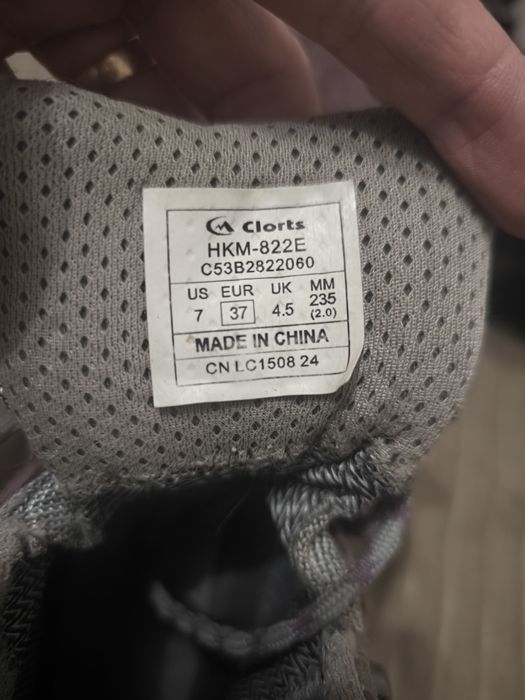 Clorts
HKM-822E
C53B2822060
US EUR UK MM
7 37 4.5 235
(2.0)
MADE IN CHINA
CN LC1508 24